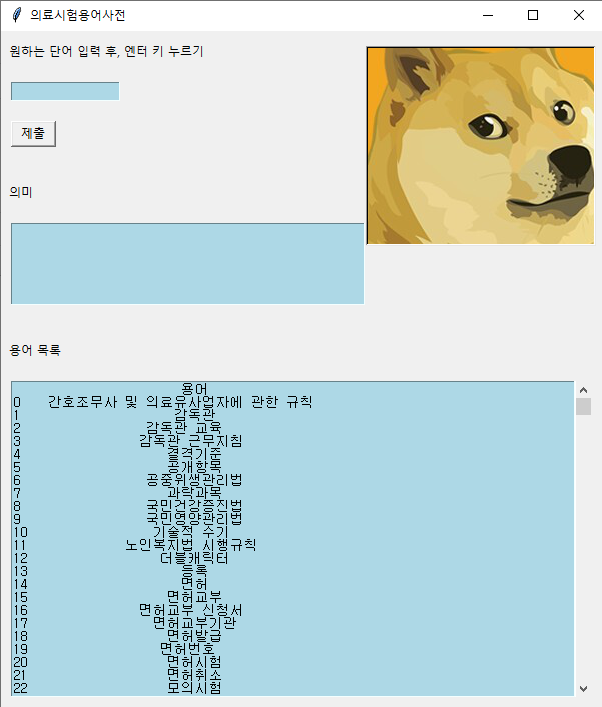 의료시험용어사전
원하는 단어 입력 후, 엔터 키 누르기
제출
의미
용어 목록
용어
0 간호조무사 및 의료유사업자에 관한 규칙
1 감독관
2 감독관 교육
3 감독관 근무지침
4 결격기준
5 공개항목
6 공중위생관리법
7 과락과목
8 국민건강증진법
9 국민영양관리법
10 기술적 수기
11 노인복지법 시행규칙
12 더블캐릭터
13 등록
14 면허
15 면허교부
16 면허교부 신청서
17 면허교부기관
18 면허발급
19 면허번호
20 면허시험
21 면허취소
22 모의시험